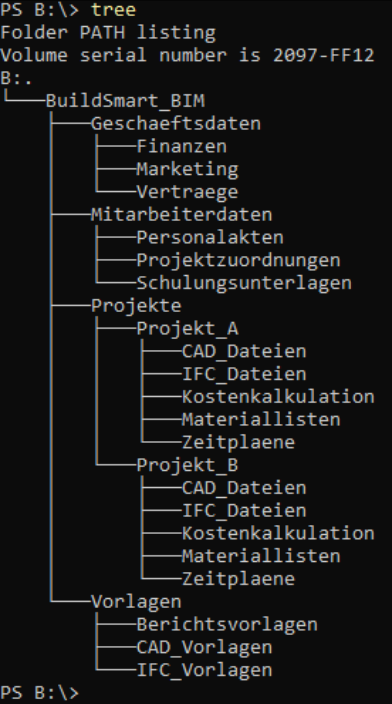 PS B:\> tree
Folder PATH listing
Volume serial number is 2097-FF12
B:.
└───BuildSmart_BIM
    ├───Geschaeftsdaten
    │   ├───Finanzen
    │   ├───Marketing
    │   └───Vertraege
    ├───Mitarbeiterdaten
    │   ├───Personalakten
    │   ├───Projektzuordnungen
    │   └───Schulungsunterlagen
    ├───Projekte
    │   ├───Projekt_A
    │   │   ├───CAD_Dateien
    │   │   ├───IFC_Dateien
    │   │   ├───Kostenkalkulation
    │   │   ├───Materiallisten
    │   │   └───Zeitplaene
    │   └───Projekt_B
    │       ├───CAD_Dateien
    │       ├───IFC_Dateien
    │       ├───Kostenkalkulation
    │       ├───Materiallisten
    │       └───Zeitplaene
    └───Vorlagen
        ├───Berichtsvorlagen
        ├───CAD_Vorlagen
        └───IFC_Vorlagen
PS B:\>